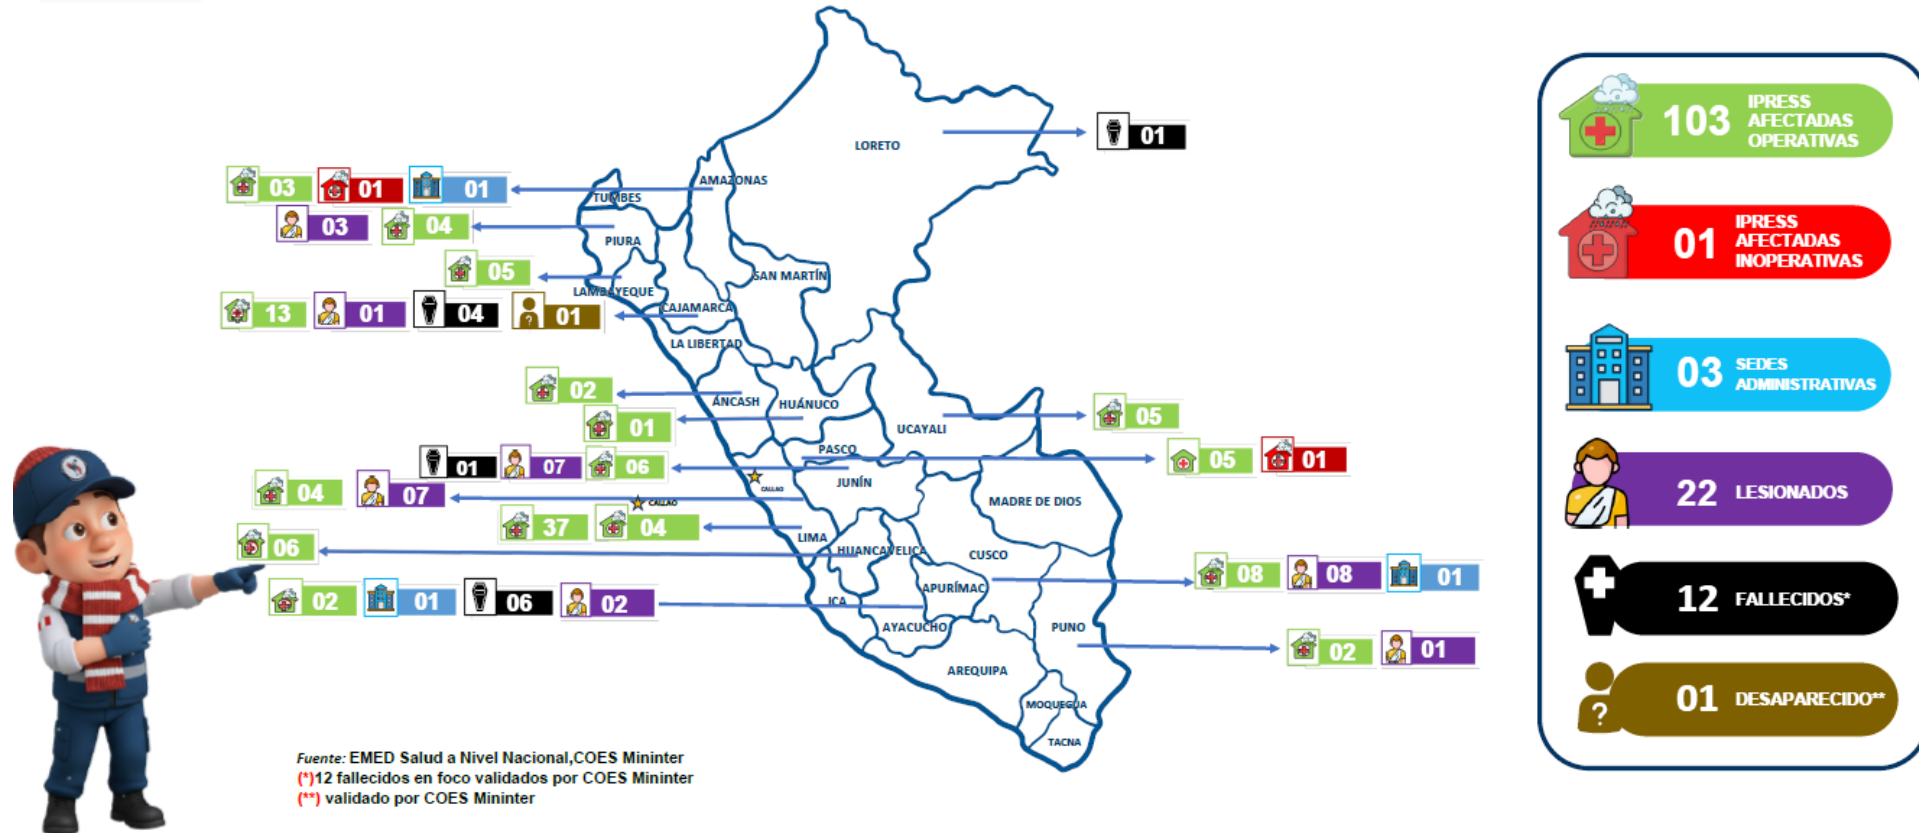 LORETO
01
AMAZONAS
03
01
01
TUMBES
03
04
PIURA
05
SAN MARTÍN
LAMBAYEQUE
13
01
04
01
CAJAMARCA
LA LIBERTAD
02
ÁNCASH
HUÁNUCO
01
UCAYALI
05
PASCO
05
01
01
07
06
JUNÍN
04
07
CALLAO
CALLAO
MADRE DE DIOS
37
04
LIMA
06
HUANCAVELICA
CUSCO
08
08
01
APURÍMAC
02
01
06
02
ICA
AYACUCHO
PUNO
02
01
AREQUIPA
MOQUEGUA
TACNA
103
IPRESS
AFECTADAS
OPERATIVAS
01
IPRESS
AFECTADAS
INOPERATIVAS
03
SEDES
ADMINISTRATIVAS
22
LESIONADOS
12
FALLECIDOS*
01
DESAPARECIDO**
?
Fuente: EMED Salud a Nivel Nacional,COES Mininter
(*)12 fallecidos en foco validados por COES Mininter
(**) validado por COES Mininter